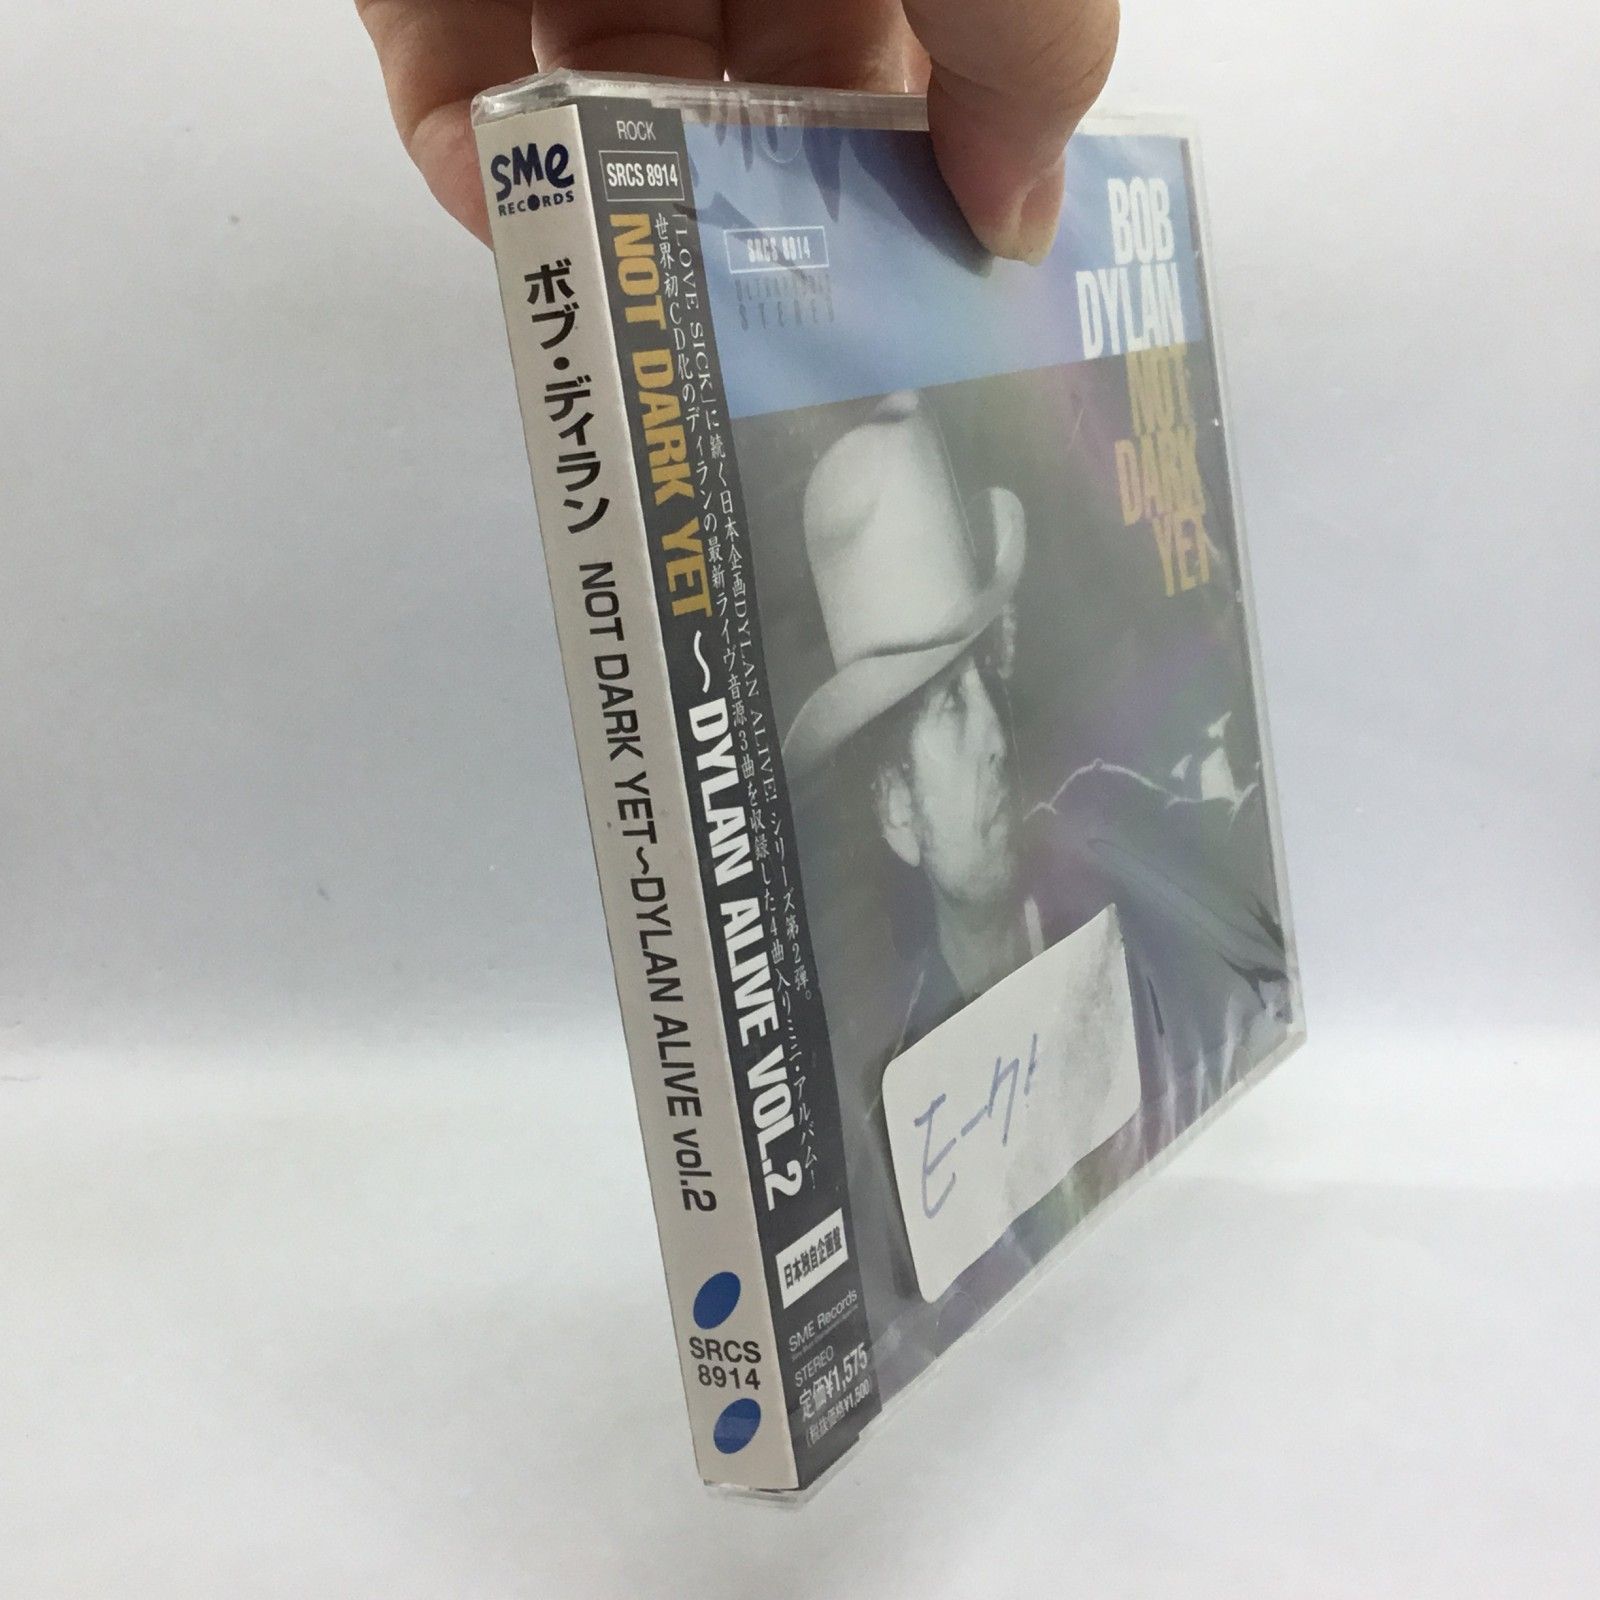 SMe
RECORDS
ボブ・ディラン NOT DARK YET〜DYLAN ALIVE vol.2
SRCS
8914
ROCK
SRCS 8914
「LOVE SICK」に続く日本企画DYLAN ALIVE!シリーズ第2弾。
世界初CD化のディランの最新ライヴ音源3曲を収録した4曲入りミニ・アルバム!
NOT DARK YET〜DYLAN ALIVE VOL.2
日本独自企画盤
SME Records
STEREO
定価¥1,575
(税抜価格¥1,500)
SRCS 8914
STEREO
BOB
DYLAN
NOT
DARK
YET